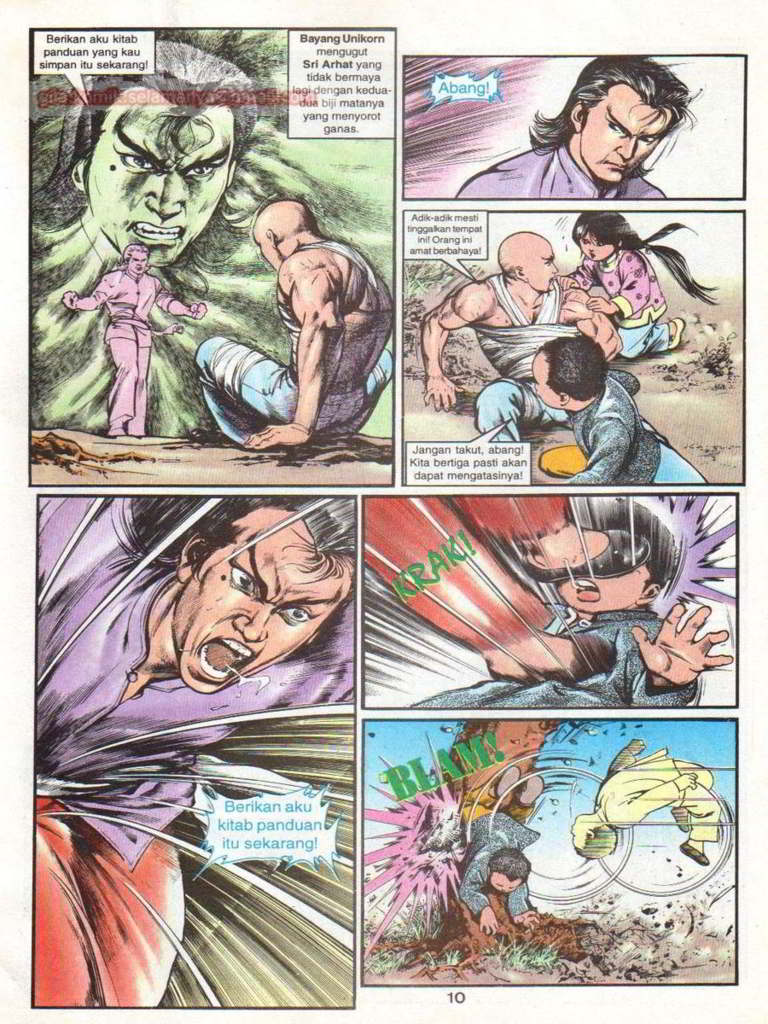 Berikan aku kitab
panduan yang kau
simpan itu sekarang!
Bayang Unikorn
mengugut
Sri Arhat yang
tidak bermaya
lagi dengan kedua-
dua biji matanya
yang menyorot
ganas.
Abang!
Adik-adik mesti
tinggalkan tempat
ini! Orang ini
amat berbahaya!
Jangan takut, abang!
Kita bertiga pasti akan
dapat mengatasinya!
Berikan aku
kitab panduan
itu sekarang!
KRAK!
BLAM!
10